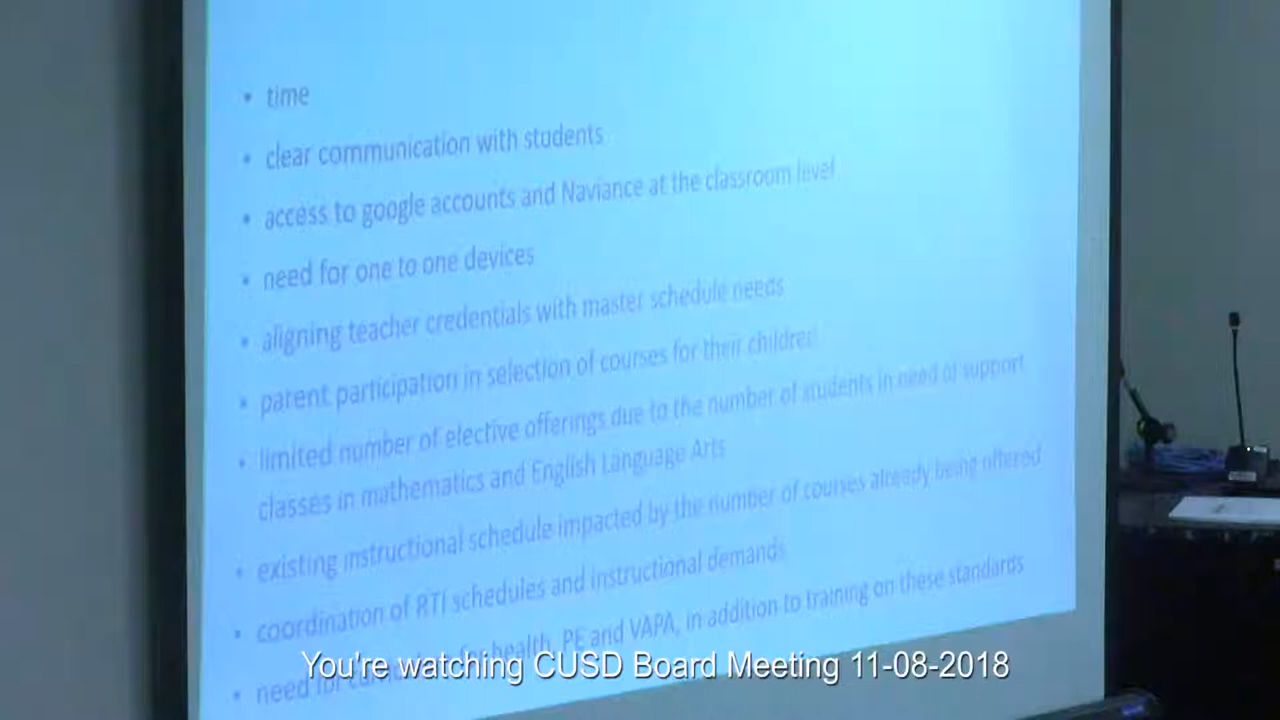 • time
• clear communication with students
• access to google accounts and Naviance at the classroom level
• need for one to one devices
• aligning teacher credentials with master schedule needs
• parent participation in selection of courses for their children
• limited number of elective offerings due to the number of students in need of support
classes in mathematics and English Language Arts
• existing instructional schedule impacted by the number of courses already being offered
• coordination of RTI schedules and instructional demands
• need for health, PE and VAPA, in addition to training on these standards
You're watching CUSD Board Meeting 11-08-2018